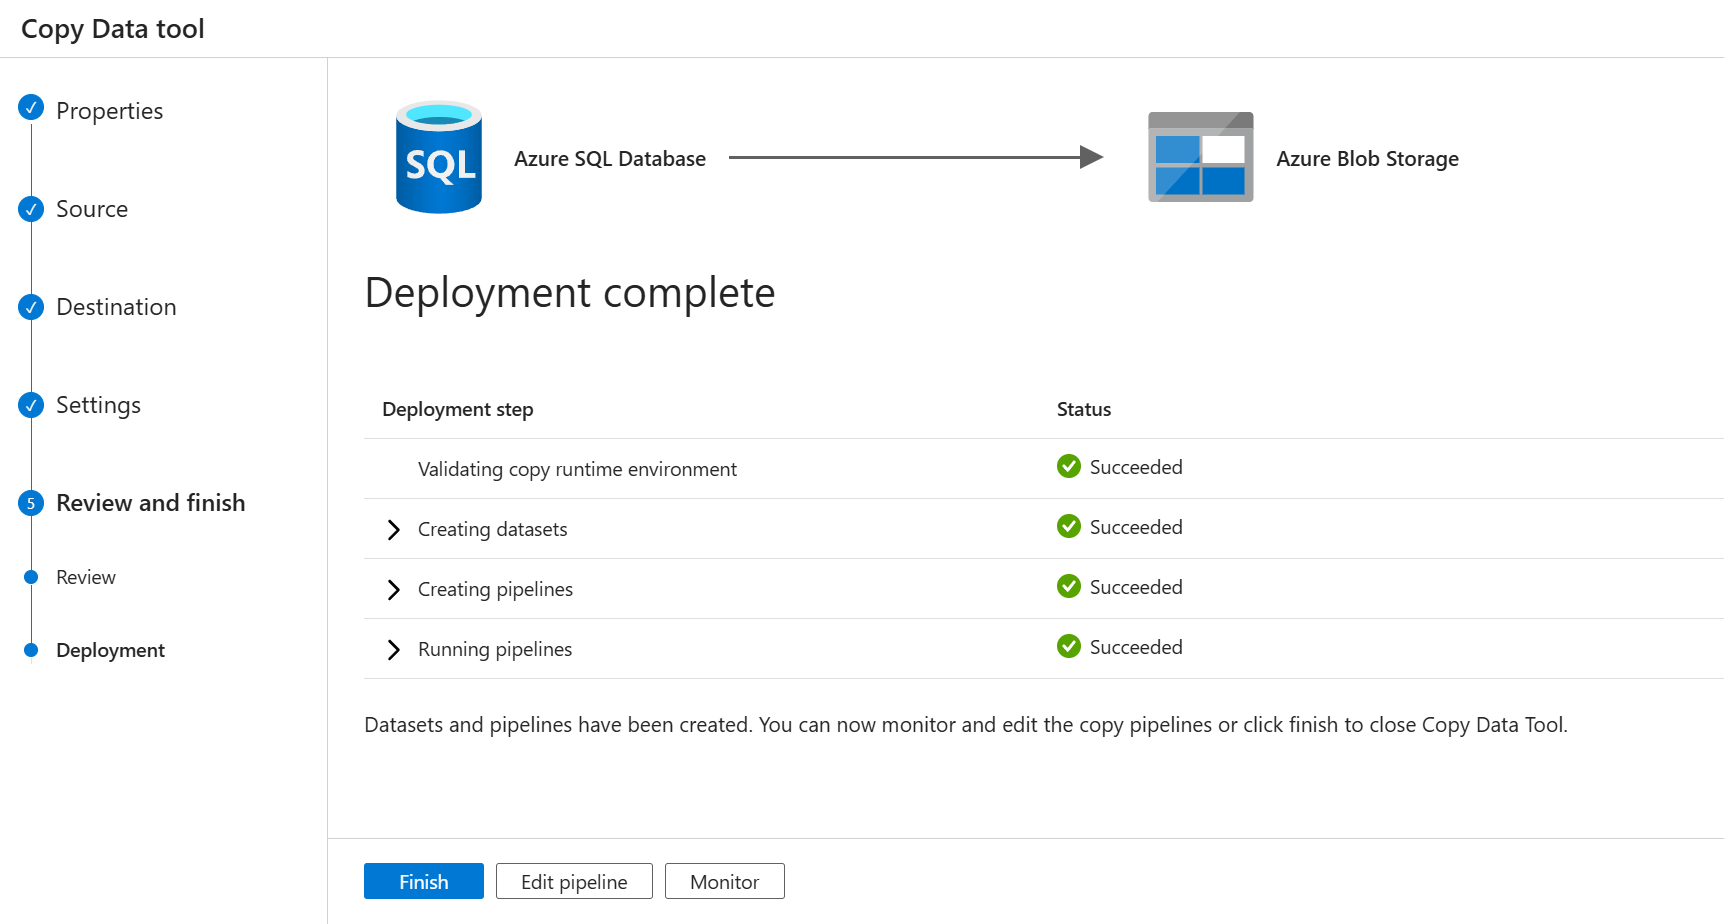 Copy Data tool
Properties
Source
Destination
Settings
5 Review and finish
Review
Deployment
SQL Azure SQL Database Azure Blob Storage
Deployment complete
Deployment step Status
Validating copy runtime environment Succeeded
Creating datasets Succeeded
Creating pipelines Succeeded
Running pipelines Succeeded
Datasets and pipelines have been created. You can now monitor and edit the copy pipelines or click finish to close Copy Data Tool.
Finish Edit pipeline Monitor